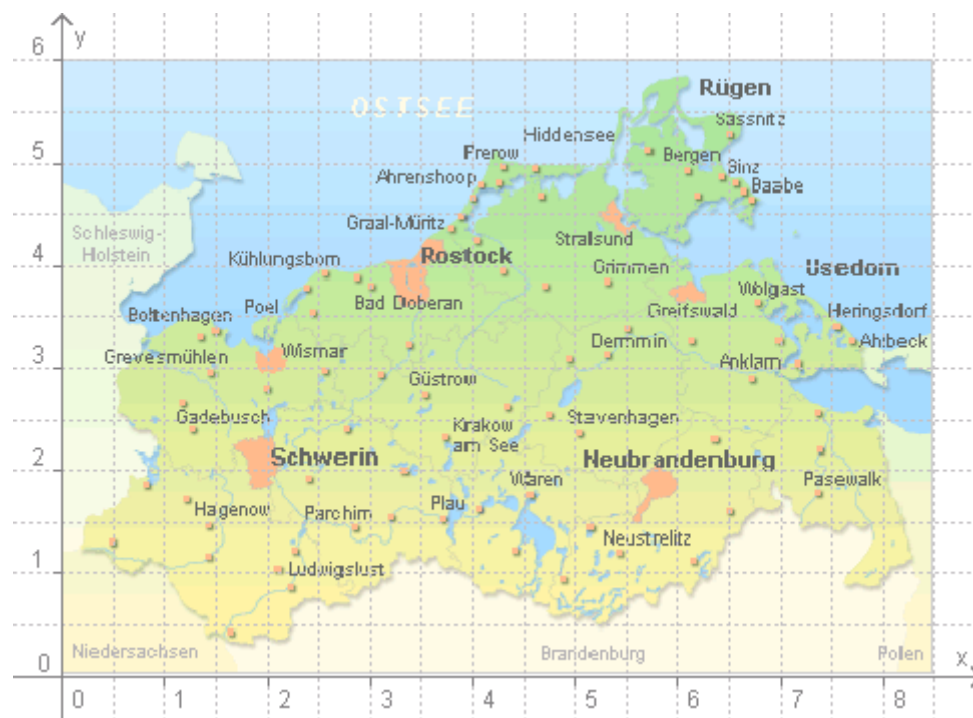 y
6
Rügen
OSTSEE
Sassnitz
Hiddensee
5
Prerow
Bergen
Binz
Ahrenshoop
Baabe
Graal-Müritz
Schleswig-
Holstein
Stralsund
Rostock
4
Kühlungsborn
Grimmen
Usedom
Wolgast
Bad Doberan
Poel
Greifswald
Heringsdorf
Boltenhagen
Demmin
Ahlbeck
3
Wismar
Grevesmühlen
Anklam
Güstrow
Gadebusch
Krakow
am See
Stavenhagen
2
Schwerin
Neubrandenburg
Waren
Pasewalk
Hagenow
Parchim
Plau
Neustrelitz
1
Ludwigslust
0
Niedersachsen
Brandenburg
Polen
x
0 1 2 3 4 5 6 7 8